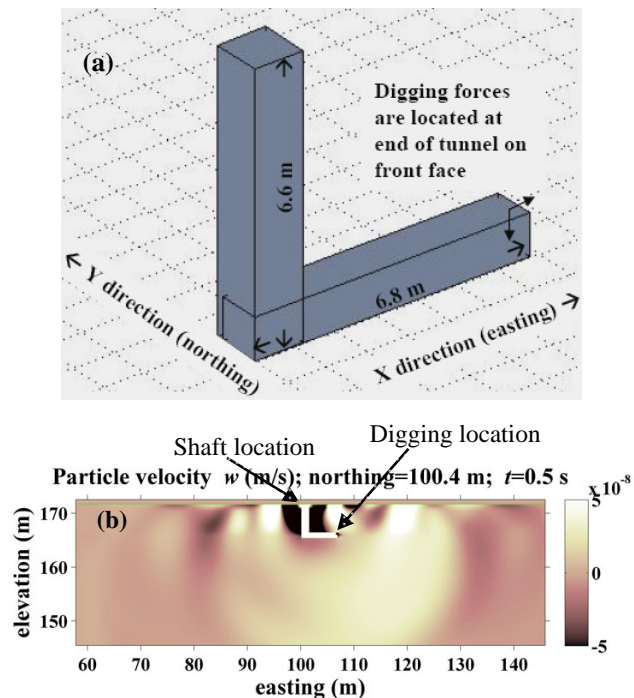 (a)
Digging forces
are located at
end of tunnel on
front face
6.6 m
6.8 m
← Y direction (northing)
X direction (easting) →
Shaft location
Digging location
Particle velocity w (m/s); northing=100.4 m; t=0.5 s
(b)
x 10⁻⁸
5
0
-5
elevation (m)
170
160
150
60 70 80 90 100 110 120 130 140
easting (m)